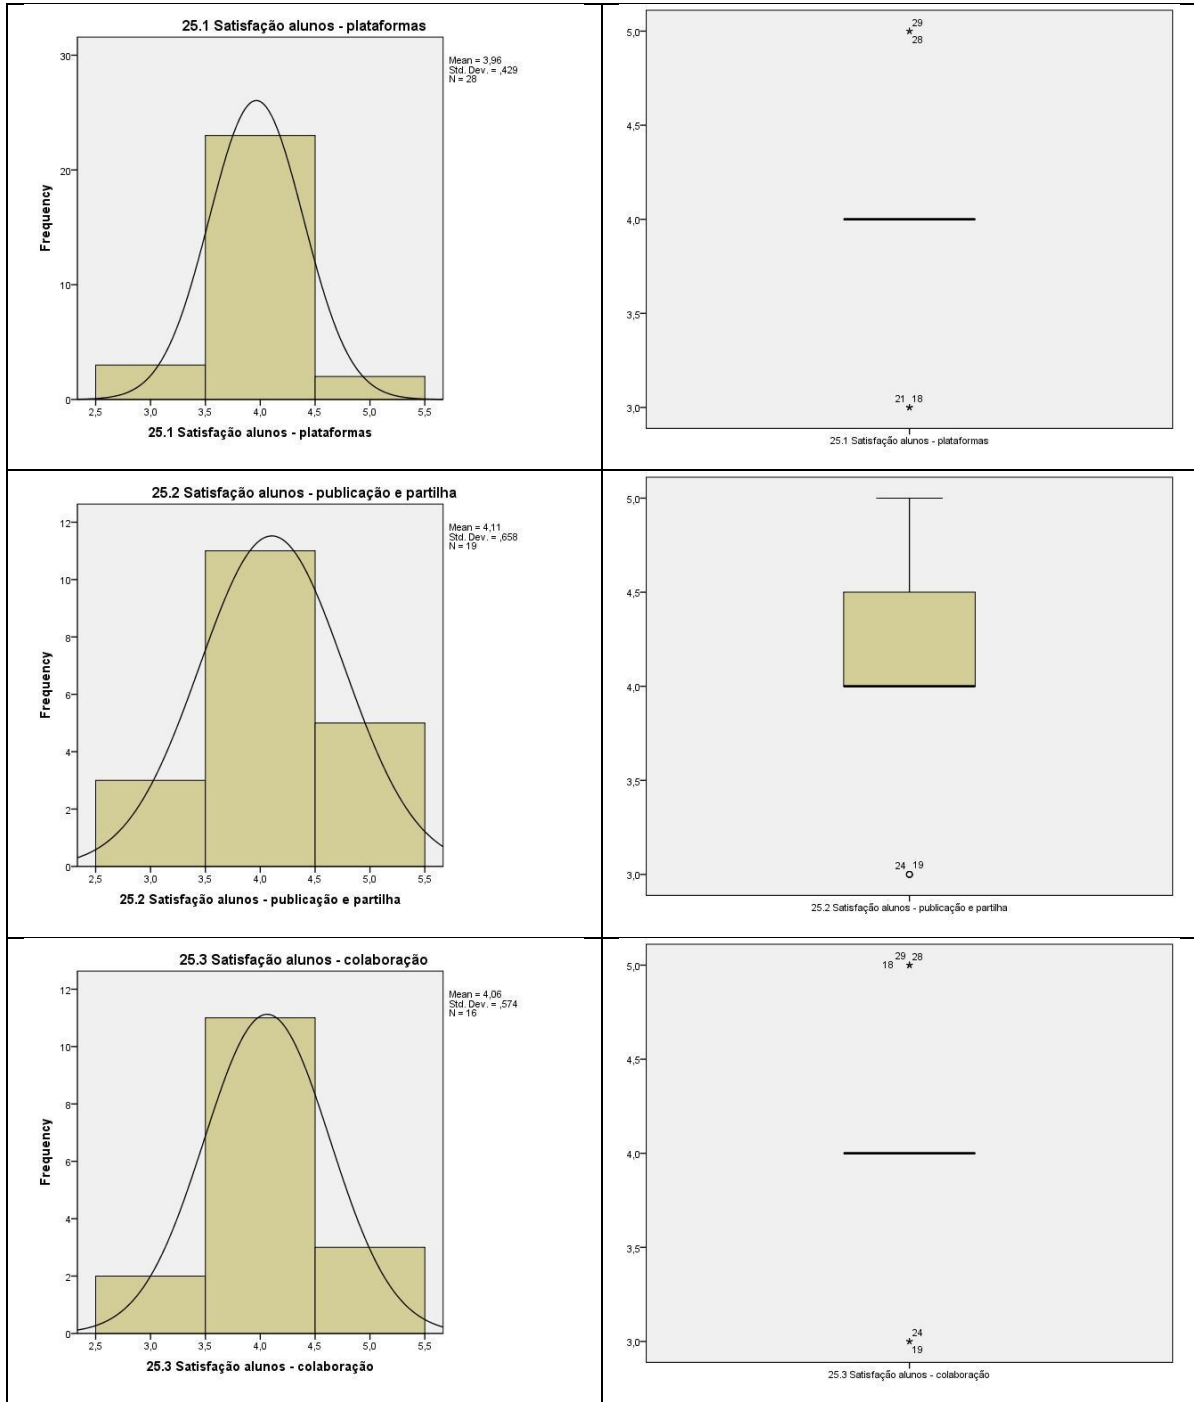 25.1 Satisfação alunos - plataformas
Mean = 3,96
Std. Dev. = ,429
N = 28
30
20
10
0
Frequency
2,5 3,0 3,5 4,0 4,5 5,0 5,5
25.1 Satisfação alunos - plataformas
29
28
5,0
4,5
4,0
3,5
3,0
21 18
25.1 Satisfação alunos - plataformas
25.2 Satisfação alunos - publicação e partilha
Mean = 4,11
Std. Dev. = ,658
N = 19
12
10
8
6
4
2
0
Frequency
2,5 3,0 3,5 4,0 4,5 5,0 5,5
25.2 Satisfação alunos - publicação e partilha
5,0
4,5
4,0
3,5
3,0
24 19
25.2 Satisfação alunos - publicação e partilha
25.3 Satisfação alunos - colaboração
Mean = 4,06
Std. Dev. = ,574
N = 16
12
10
8
6
4
2
0
Frequency
2,5 3,0 3,5 4,0 4,5 5,0 5,5
25.3 Satisfação alunos - colaboração
29 28
18
5,0
4,5
4,0
3,5
3,0
24
19
25.3 Satisfação alunos - colaboração